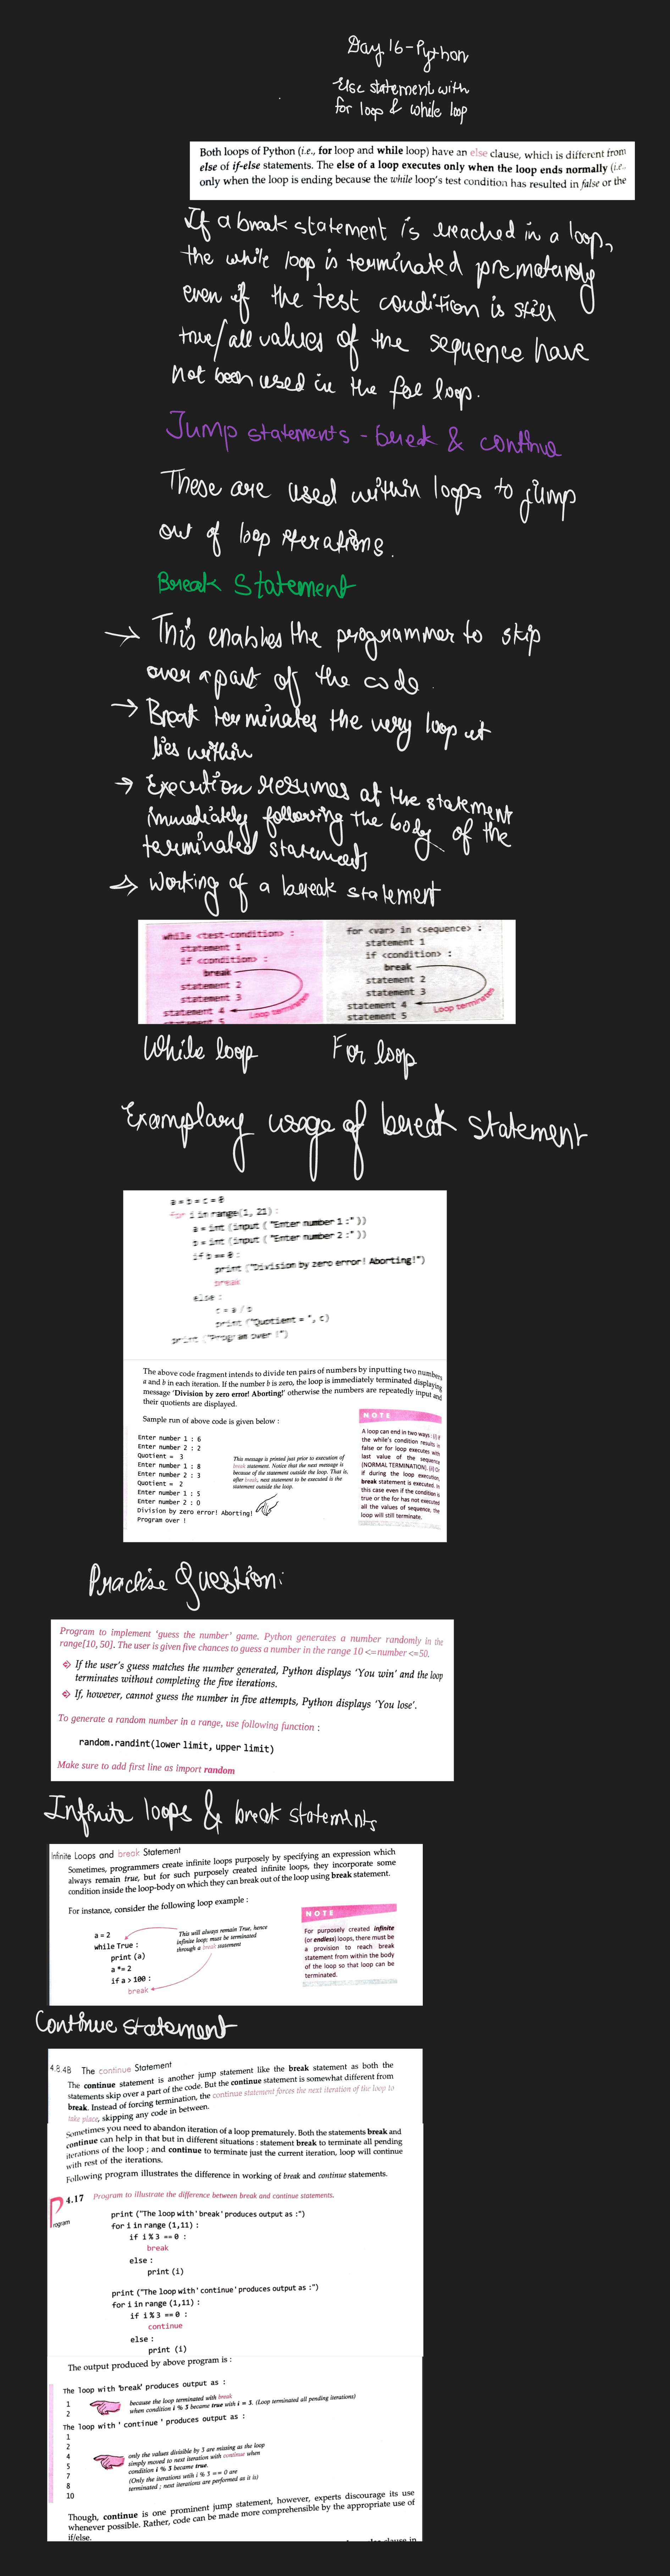 Day 16-Python
Else statement with
for loop & while loop
Both loops of Python (i.e., for loop and while loop) have an else clause, which is different from
else of if-else statements. The else of a loop executes only when the loop ends normally (i.e.,
only when the loop is ending because the while loop's test condition has resulted in false or the
If a break statement is reached in a loop,
the while loop is terminated prematurely
even if the test condition is still
true/all values of the sequence have
not been used in the for loop.
Jump statements - break & continue
These are used within loops to jump
out of loop iterations.
Break Statement
→ This enables the programmer to skip
over a part of the code.
→ Break terminates the very loop it
lies within
→ Execution resumes at the statement
immediately following the body of the
terminated statements
→ Working of a break statement
while <test-condition> :
statement 1
if <condition> :
break
statement 2
statement 3
statement 4
Loop terminates
statement 5
for <var> in <sequence> :
statement 1
if <condition> :
break
statement 2
statement 3
statement 4
Loop terminates
statement 5
While loop
For loop
Exemplary usage of break statement
a = b = c = 0
for i in range(1, 21) :
a = int (input ( "Enter number 1 :" ))
b = int (input ( "Enter number 2 :" ))
if b == 0 :
print ("Division by zero error! Aborting!")
break
else :
c = a / b
print ("Quotient = ", c)
print ("Program over !")
The above code fragment intends to divide ten pairs of numbers by inputting two numbers
a and b in each iteration. If the number b is zero, the loop is immediately terminated displaying
message 'Division by zero error! Aborting!' otherwise the numbers are repeatedly input and
their quotients are displayed.
Sample run of above code is given below :
Enter number 1 : 6
Enter number 2 : 2
Quotient = 3
Enter number 1 : 8
Enter number 2 : 3
Quotient = 2
Enter number 1 : 5
Enter number 2 : 0
Division by zero error! Aborting!
Program over !
This message is printed just prior to execution of
break statement. Notice that the next message is
because of the statement outside the loop. That is,
after break, next statement to be executed is the
statement outside the loop.
NOTE
A loop can end in two ways : (i) if
the while's condition results in
false or for loop executes with
last value of the sequence
(NORMAL TERMINATION). (ii) Or
if during the loop execution,
break statement is executed. In
this case even if the condition is
true or the for has not executed
all the values of sequence, the
loop will still terminate.
Practise Question:
Program to implement 'guess the number' game. Python generates a number randomly in the
range[10, 50]. The user is given five chances to guess a number in the range 10 <= number <=50.
If the user's guess matches the number generated, Python displays 'You win' and the loop
terminates without completing the five iterations.
If, however, cannot guess the number in five attempts, Python displays 'You lose'.
To generate a random number in a range, use following function :
random.randint(lower limit, upper limit)
Make sure to add first line as import random
Infinite loops & break statements
Infinite Loops and break Statement
Sometimes, programmers create infinite loops purposely by specifying an expression which
always remain true, but for such purposely created infinite loops, they incorporate some
condition inside the loop-body on which they can break out of the loop using break statement.
For instance, consider the following loop example :
a = 2
while True :
print (a)
a *= 2
if a > 100 :
break
This will always remain True, hence
infinite loop; must be terminated
through a break statement
NOTE
For purposely created infinite
(or endless) loops, there must be
a provision to reach break
statement from within the body
of the loop so that loop can be
terminated.
Continue Statement
4.8.4B The continue Statement
The continue statement is another jump statement like the break statement as both the
statements skip over a part of the code. But the continue statement is somewhat different from
break. Instead of forcing termination, the continue statement forces the next iteration of the loop to
take place, skipping any code in between.
Sometimes you need to abandon iteration of a loop prematurely. Both the statements break and
continue can help in that but in different situations : statement break to terminate all pending
iterations of the loop ; and continue to terminate just the current iteration, loop will continue
with rest of the iterations.
Following program illustrates the difference in working of break and continue statements.
Program 4.17 Program to illustrate the difference between break and continue statements.
print ("The loop with 'break' produces output as :")
for i in range (1,11) :
if i % 3 == 0 :
break
else :
print (i)
print ("The loop with 'continue' produces output as :")
for i in range (1,11) :
if i % 3 == 0 :
continue
else :
print (i)
The output produced by above program is :
The loop with 'break' produces output as :
1
2
because the loop terminated with break
when condition i % 3 became true with i = 3. (Loop terminated all pending iterations)
The loop with ' continue ' produces output as :
1
2
4
5
7
8
10
only the values divisible by 3 are missing as the loop
simply moved to next iteration with continue when
condition i % 3 became true.
(Only the iterations with i % 3 == 0 are
terminated ; next iterations are performed as it is)
Though, continue is one prominent jump statement, however, experts discourage its use
whenever possible. Rather, code can be made more comprehensible by the appropriate use of
if/else.